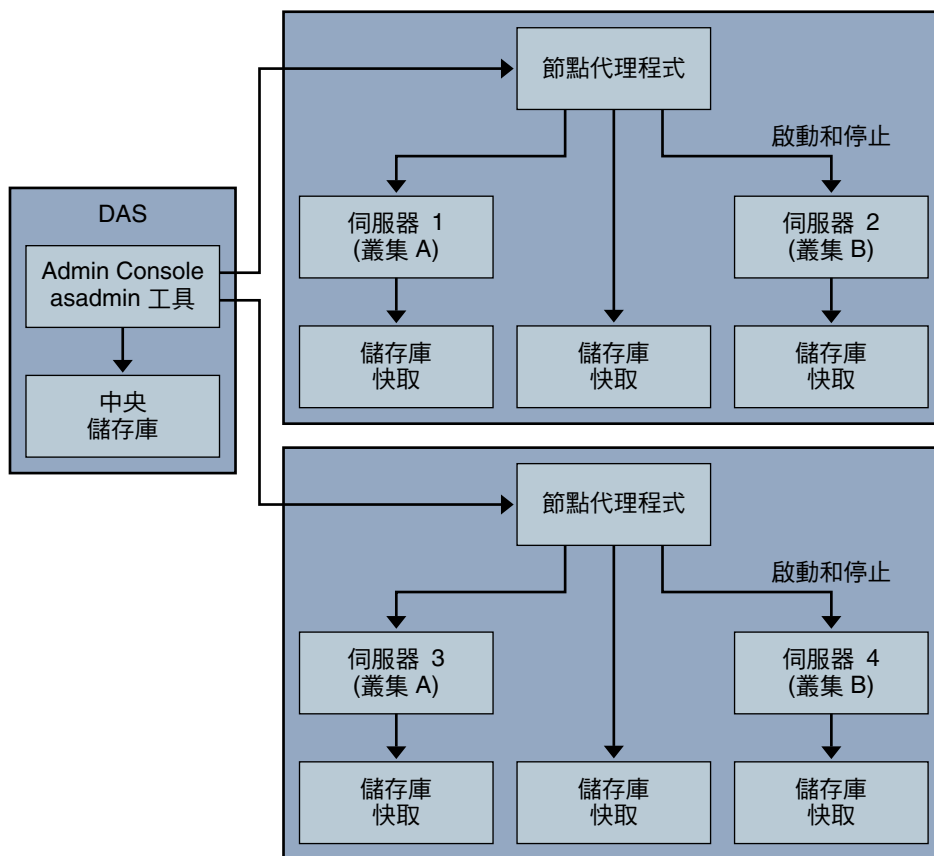 DAS
Admin Console
asadmin 工具
中央
儲存庫
節點代理程式
啟動和停止
伺服器 1
(叢集 A)
伺服器 2
(叢集 B)
儲存庫
快取
儲存庫
快取
儲存庫
快取
節點代理程式
啟動和停止
伺服器 3
(叢集 A)
伺服器 4
(叢集 B)
儲存庫
快取
儲存庫
快取
儲存庫
快取